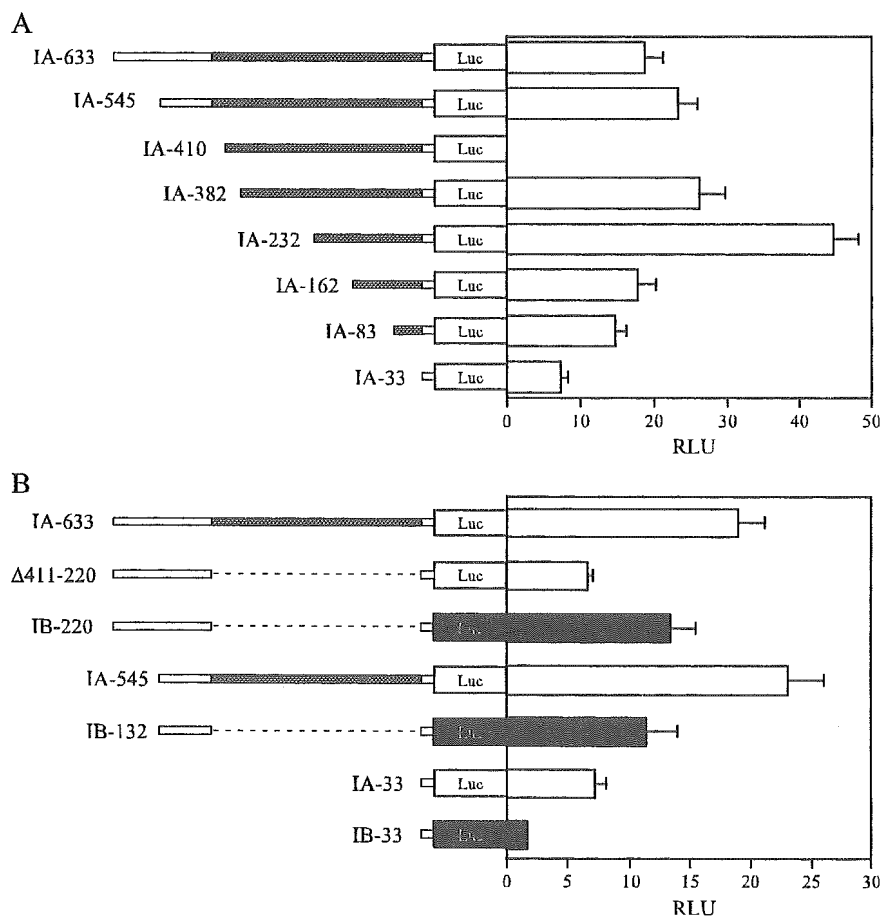 A
IA-633 Luc
IA-545 Luc
IA-410 Luc
IA-382 Luc
IA-232 Luc
IA-162 Luc
IA-83 Luc
IA-33 Luc
0 10 20 30 40 50
RLU
B
IA-633 Luc
Δ411-220 Luc
IB-220 Luc
IA-545 Luc
IB-132 Luc
IA-33 Luc
IB-33 Luc
0 5 10 15 20 25 30
RLU